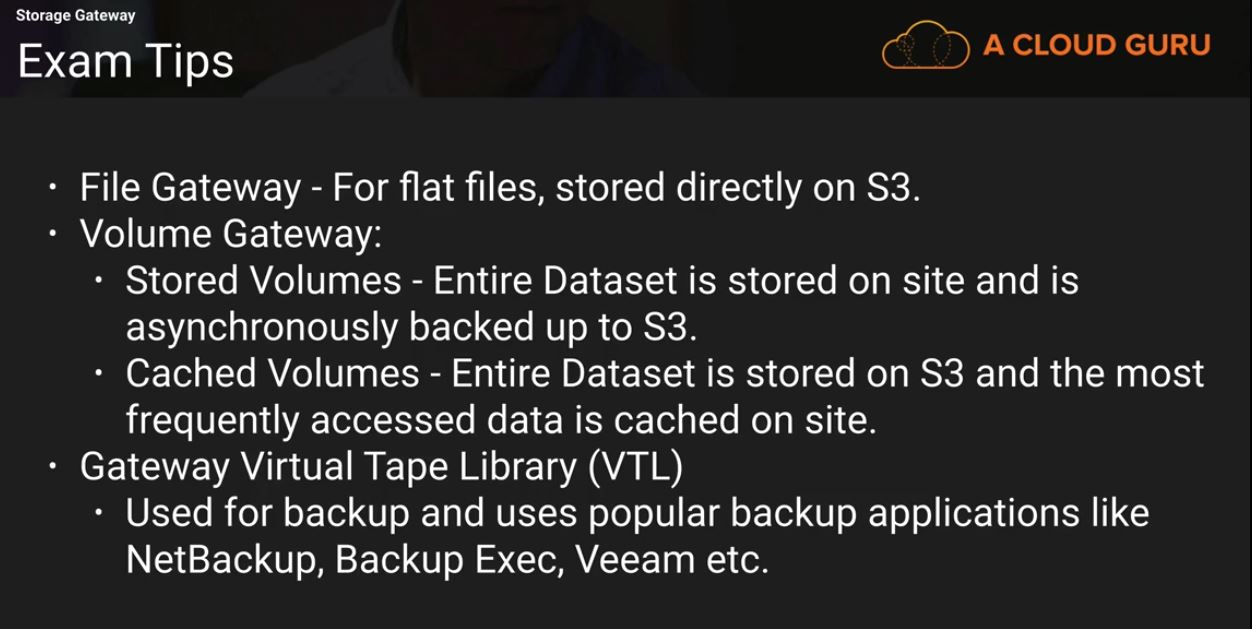 Storage Gateway
Exam Tips
A CLOUD GURU
• File Gateway - For flat files, stored directly on S3.
• Volume Gateway:
• Stored Volumes - Entire Dataset is stored on site and is
asynchronously backed up to S3.
• Cached Volumes - Entire Dataset is stored on S3 and the most
frequently accessed data is cached on site.
• Gateway Virtual Tape Library (VTL)
• Used for backup and uses popular backup applications like
NetBackup, Backup Exec, Veeam etc.